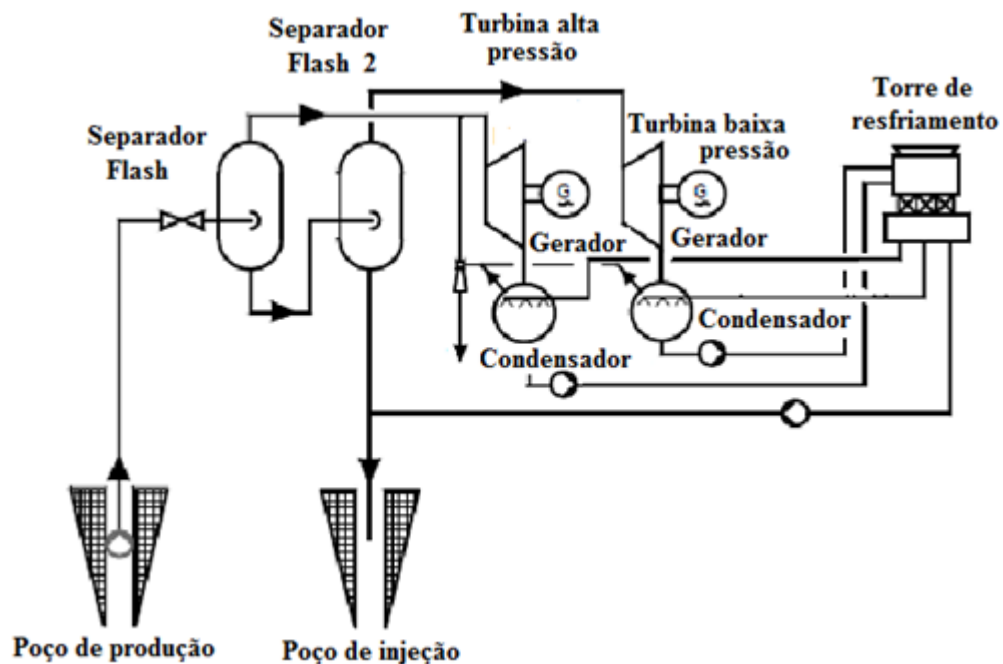 Separador
Flash 2
Turbina alta
pressão
Torre de
resfriamento
Separador
Flash
Turbina baixa
pressão
G
G
Gerador
Gerador
Condensador
Condensador
Poço de produção
Poço de injeção